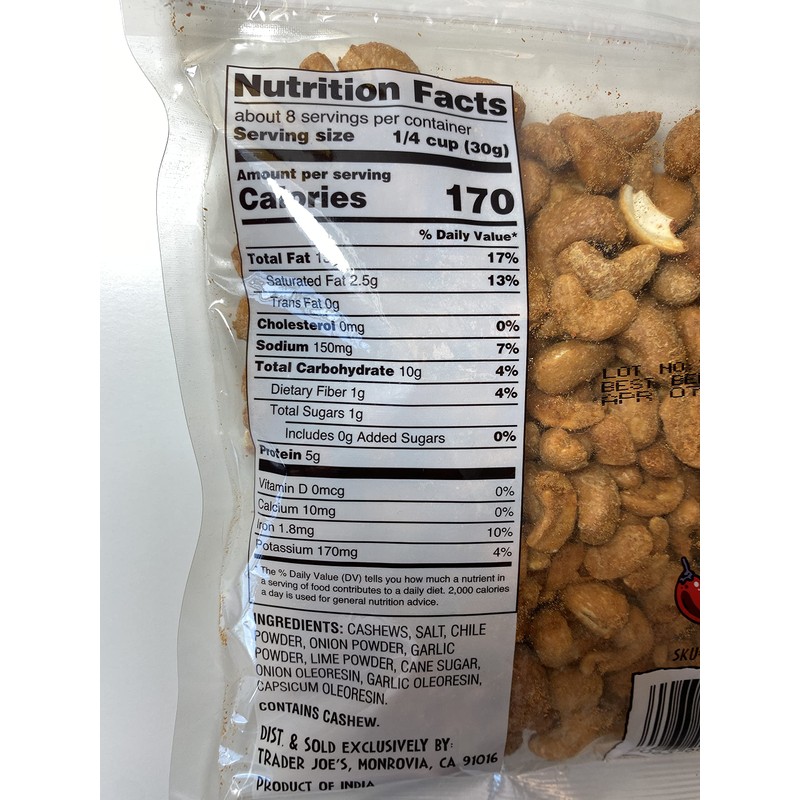 Nutrition Facts
about 8 servings per container
Serving size 1/4 cup (30g)
Amount per serving
Calories 170
% Daily Value*
Total Fat 17%
Saturated Fat 2.5g 13%
Trans Fat 0g
Cholesterol 0mg 0%
Sodium 150mg 7%
Total Carbohydrate 10g 4%
Dietary Fiber 1g 4%
Total Sugars 1g
Includes 0g Added Sugars 0%
Protein 5g
Vitamin D 0mcg 0%
Calcium 10mg 0%
Iron 1.8mg 10%
Potassium 170mg 4%
* The % Daily Value (DV) tells you how much a nutrient in
a serving of food contributes to a daily diet. 2,000 calories
a day is used for general nutrition advice.
INGREDIENTS: CASHEWS, SALT, CHILE
POWDER, ONION POWDER, GARLIC
POWDER, LIME POWDER, CANE SUGAR,
ONION OLEORESIN, GARLIC OLEORESIN,
CAPSICUM OLEORESIN.
CONTAINS CASHEW.
DIST. & SOLD EXCLUSIVELY BY:
TRADER JOE'S, MONROVIA, CA 91016
PRODUCT OF INDIA
LOT NO
BEST
APR 07
SKU